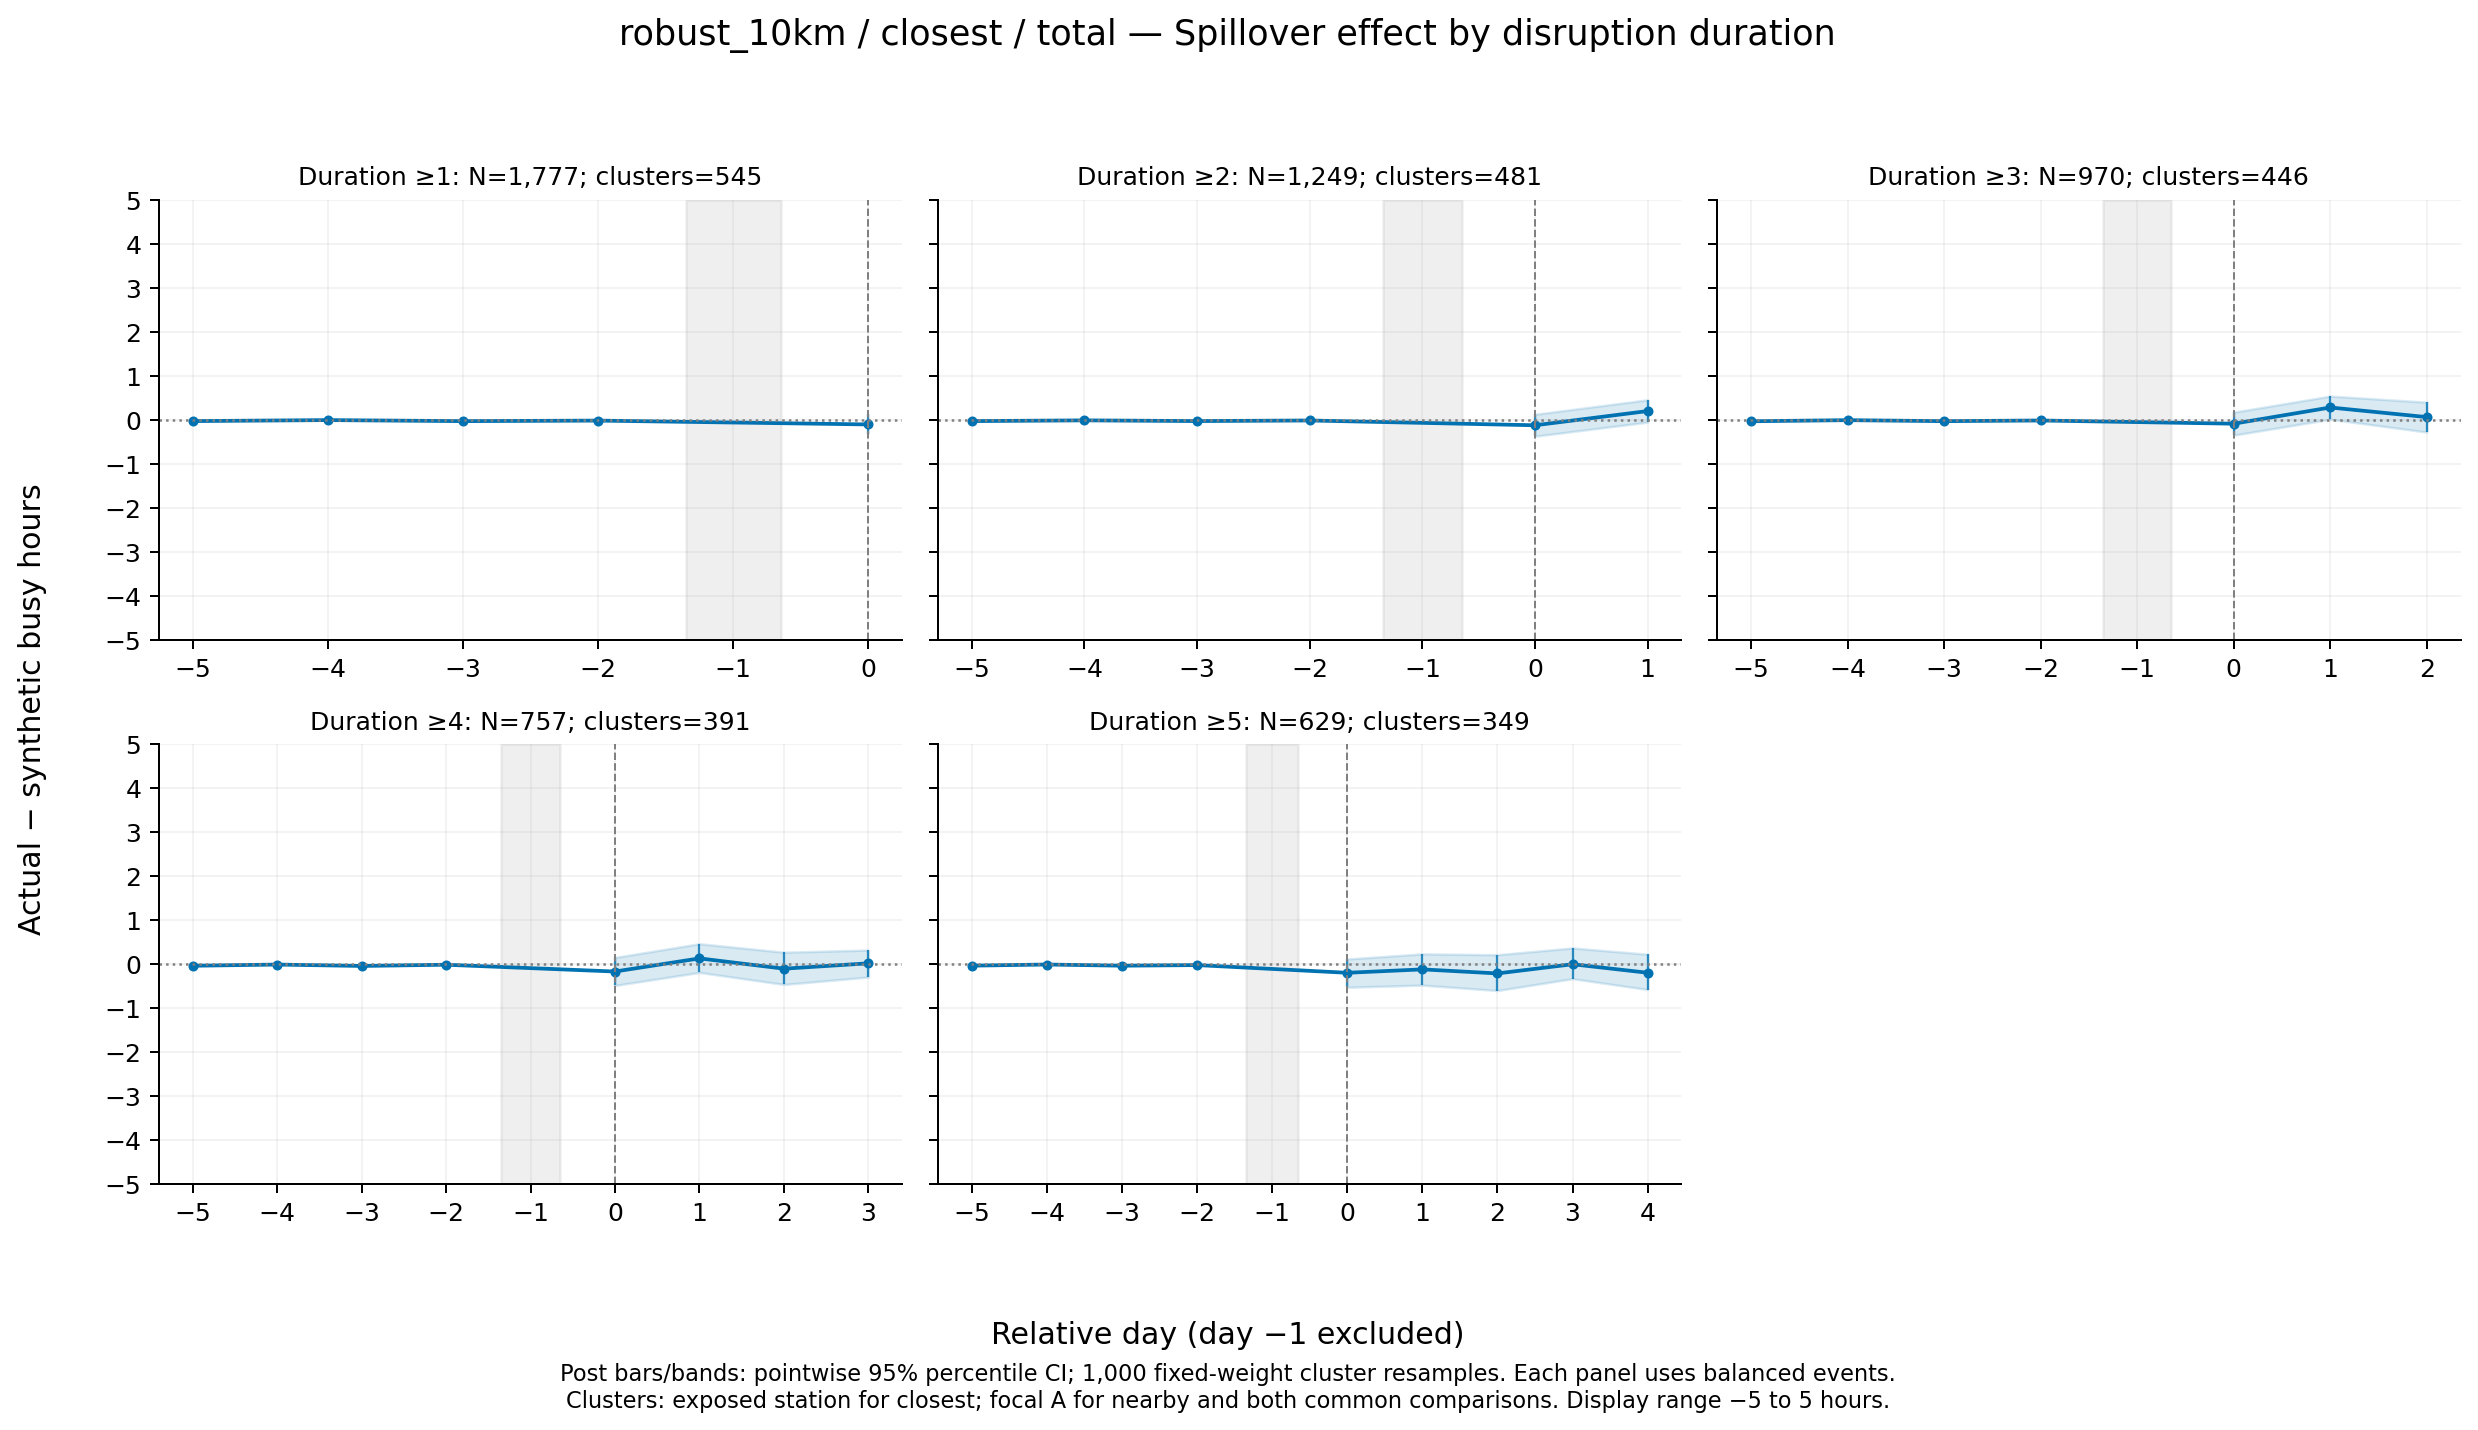 robust_10km / closest / total — Spillover effect by disruption duration
Actual − synthetic busy hours
Duration ≥1: N=1,777; clusters=545
5
4
3
2
1
0
−1
−2
−3
−4
−5
−5 −4 −3 −2 −1 0
Duration ≥2: N=1,249; clusters=481
−5 −4 −3 −2 −1 0 1
Duration ≥3: N=970; clusters=446
−5 −4 −3 −2 −1 0 1 2
Duration ≥4: N=757; clusters=391
5
4
3
2
1
0
−1
−2
−3
−4
−5
−5 −4 −3 −2 −1 0 1 2 3
Duration ≥5: N=629; clusters=349
−5 −4 −3 −2 −1 0 1 2 3 4
Relative day (day −1 excluded)
Post bars/bands: pointwise 95% percentile CI; 1,000 fixed-weight cluster resamples. Each panel uses balanced events.
Clusters: exposed station for closest; focal A for nearby and both common comparisons. Display range −5 to 5 hours.